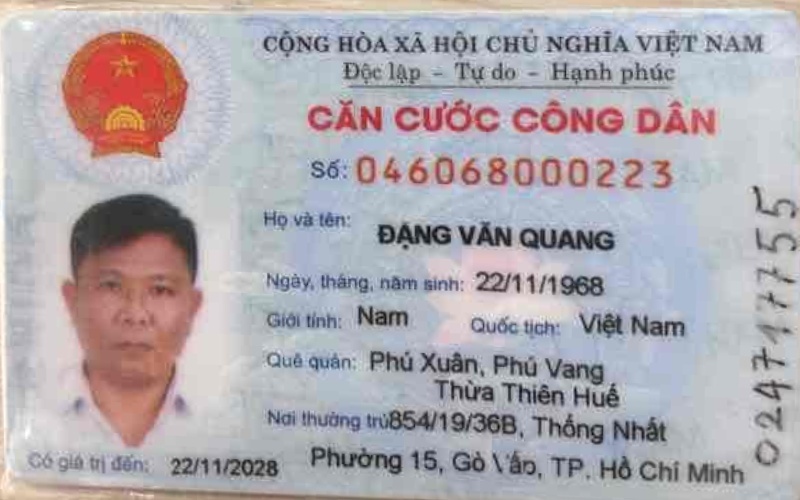 CỘNG HÒA XÃ HỘI CHỦ NGHĨA VIỆT NAM
Độc lập - Tự do - Hạnh phúc
CĂN CƯỚC CÔNG DÂN
Số: 046068000223
Họ và tên: ĐẶNG VĂN QUANG
Ngày, tháng, năm sinh: 22/11/1968
Giới tính: Nam Quốc tịch: Việt Nam
Quê quán: Phú Xuân, Phú Vang
Thừa Thiên Huế
Nơi thường trú: 854/19/36B, Thống Nhất
Phường 15, Gò Vấp, TP. Hồ Chí Minh
Có giá trị đến: 22/11/2028
024717755